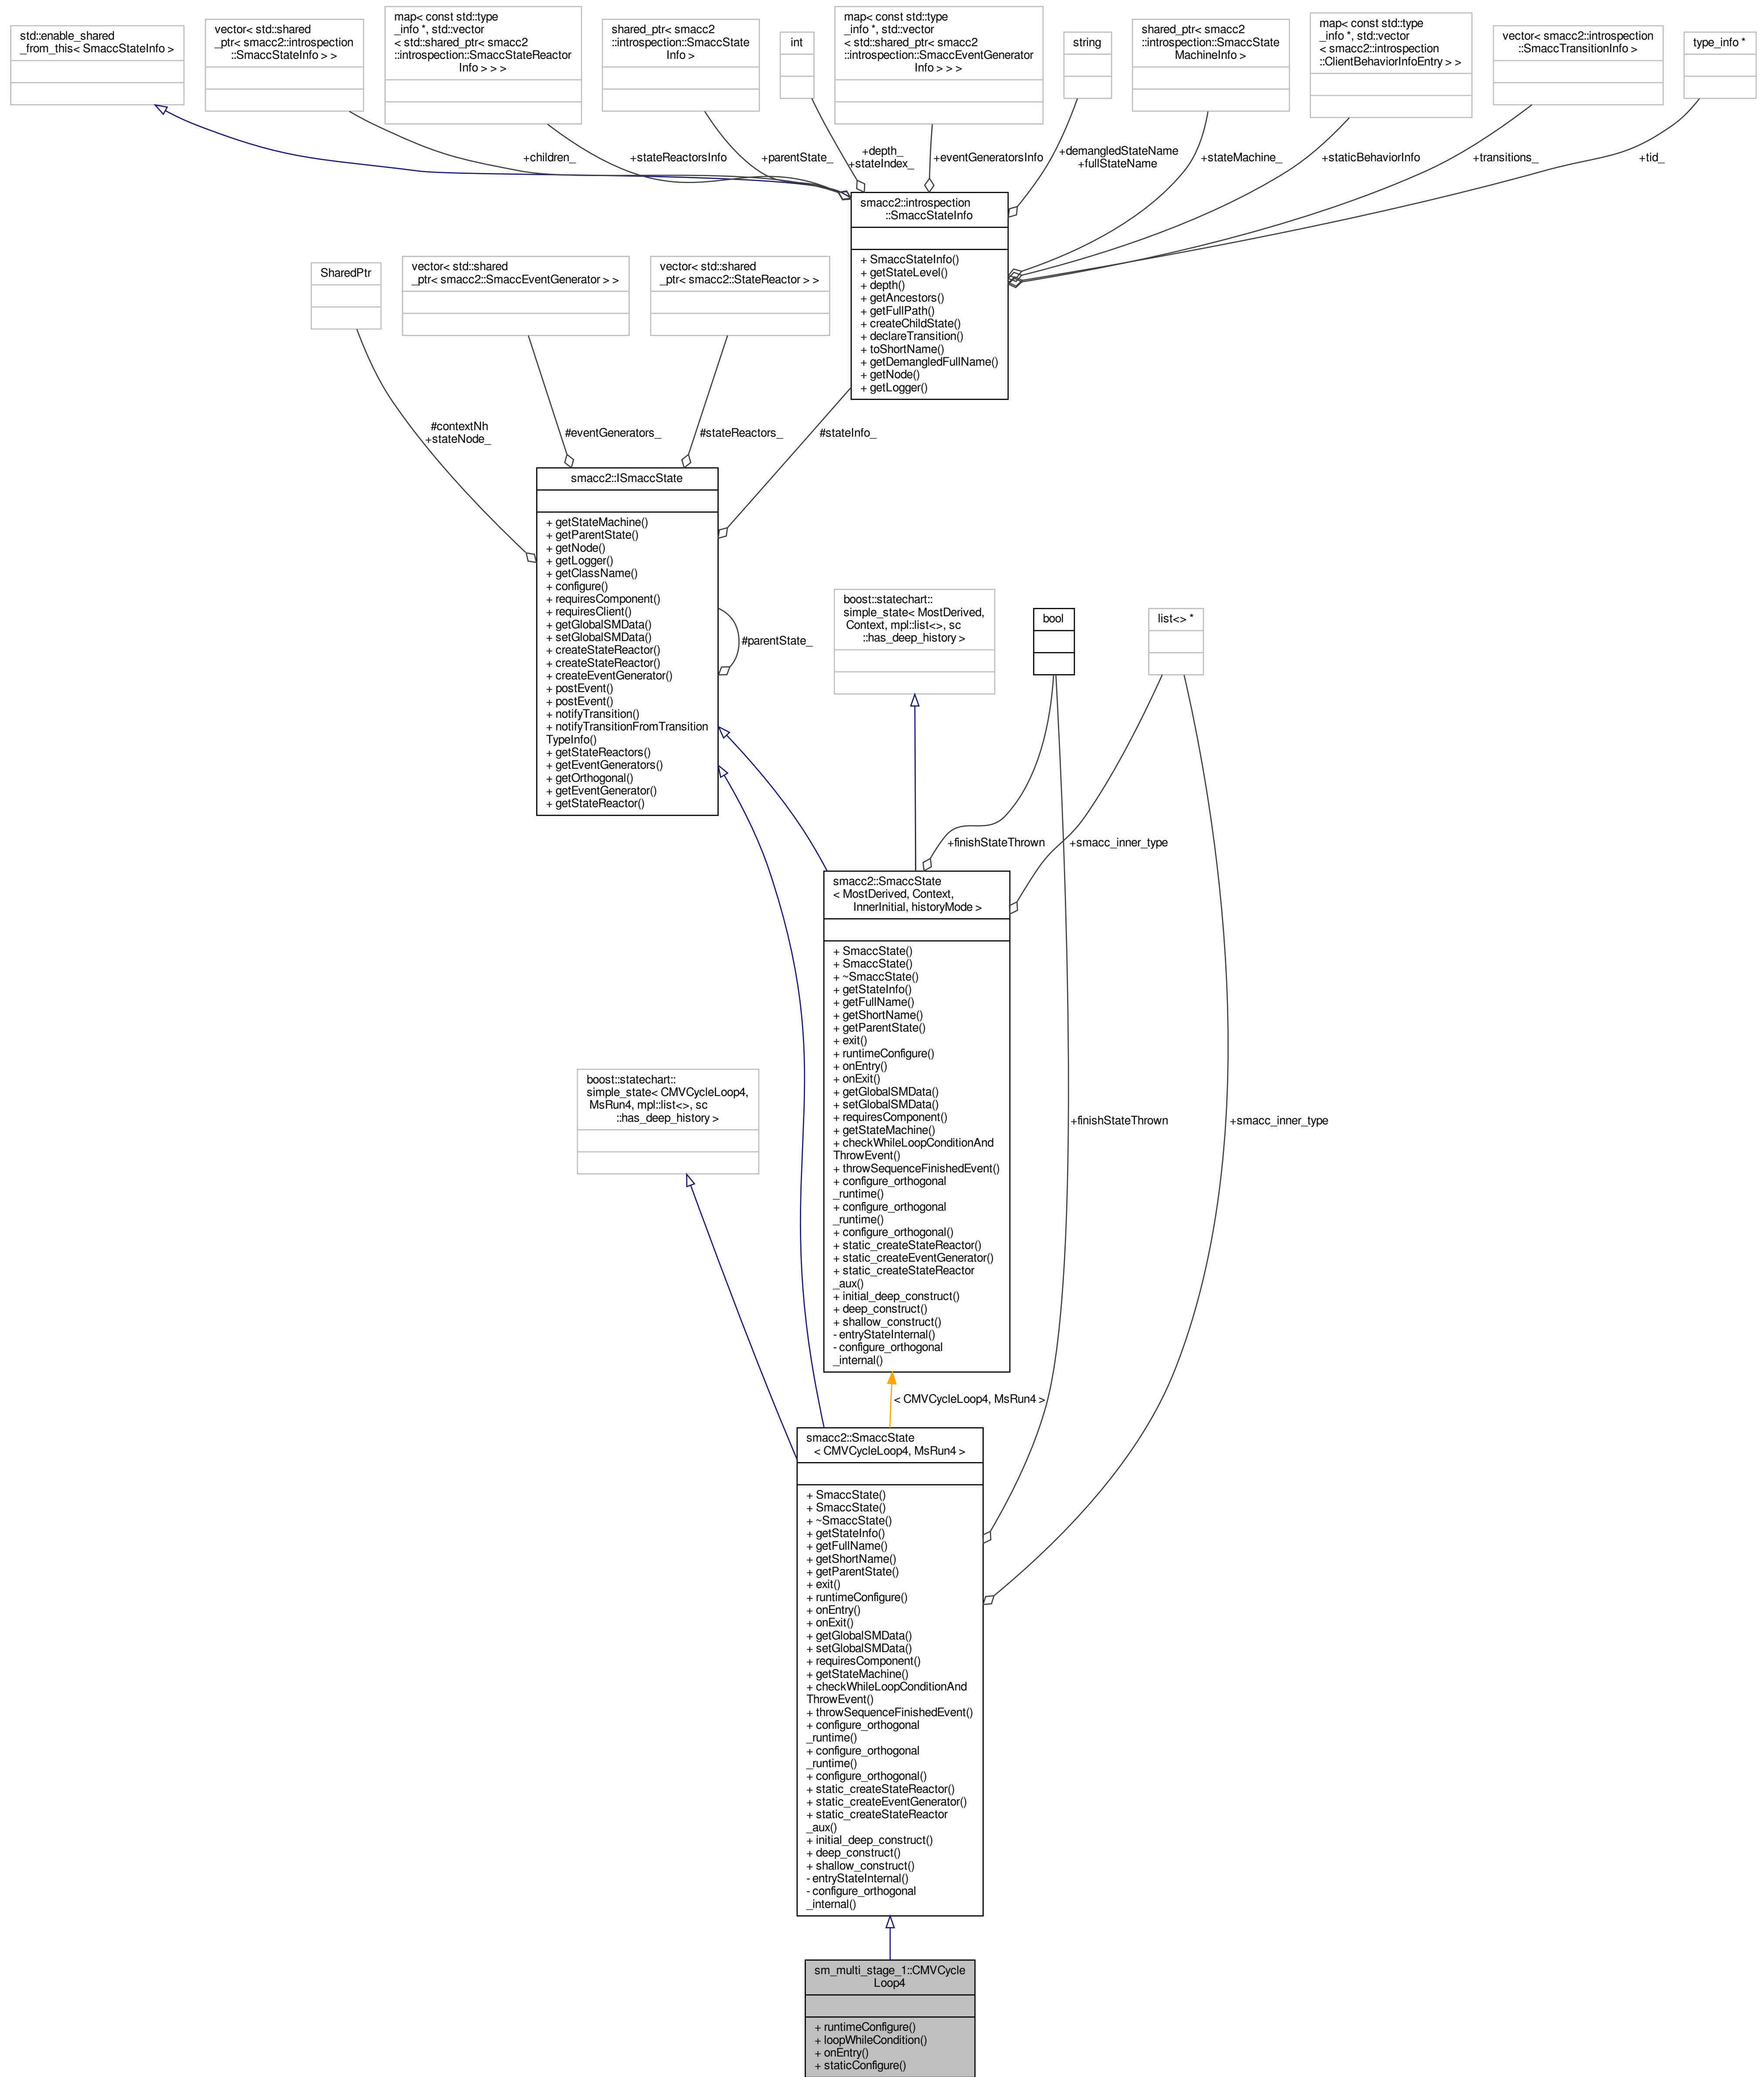 std::enable_shared
_from_this< SmaccStateInfo >
vector< std::shared
_ptr< smacc2::introspection
::SmaccStateInfo > >
map< const std::type
_info *, std::vector
< std::shared_ptr< smacc2
::introspection::SmaccStateReactor
Info > > >
shared_ptr< smacc2
::introspection::SmaccState
Info >
int
map< const std::type
_info *, std::vector
< std::shared_ptr< smacc2
::introspection::SmaccEventGenerator
Info > > >
string
shared_ptr< smacc2
::introspection::SmaccState
MachineInfo >
map< const std::type
_info *, std::vector
< smacc2::introspection
::ClientBehaviorInfoEntry > >
vector< smacc2::introspection
::SmaccTransitionInfo >
type_info *
+children_
+stateReactorsInfo
+parentState_
+depth_
+stateIndex_
+eventGeneratorsInfo
+demangledStateName
+fullStateName
+stateMachine_
+staticBehaviorInfo
+transitions_
+tid_
smacc2::introspection
::SmaccStateInfo
+ SmaccStateInfo()
+ getStateLevel()
+ depth()
+ getAncestors()
+ getFullPath()
+ createChildState()
+ declareTransition()
+ toShortName()
+ getDemangledFullName()
+ getNode()
+ getLogger()
SharedPtr
vector< std::shared
_ptr< smacc2::SmaccEventGenerator > >
vector< std::shared
_ptr< smacc2::StateReactor > >
#contextNh
+stateNode_
#eventGenerators_
#stateReactors_
#stateInfo_
smacc2::ISmaccState
+ getStateMachine()
+ getParentState()
+ getNode()
+ getLogger()
+ getClassName()
+ configure()
+ requiresComponent()
+ requiresClient()
+ getGlobalSMData()
+ setGlobalSMData()
+ createStateReactor()
+ createStateReactor()
+ createEventGenerator()
+ postEvent()
+ postEvent()
+ notifyTransition()
+ notifyTransitionFromTransition
TypeInfo()
+ getStateReactors()
+ getEventGenerators()
+ getOrthogonal()
+ getEventGenerator()
+ getStateReactor()
#parentState_
boost::statechart::
simple_state< MostDerived,
Context, mpl::list<>, sc
::has_deep_history >
bool
list<> *
+finishStateThrown
+smacc_inner_type
smacc2::SmaccState
< MostDerived, Context,
InnerInitial, historyMode >
+ SmaccState()
+ SmaccState()
+ ~SmaccState()
+ getStateInfo()
+ getFullName()
+ getShortName()
+ getParentState()
+ exit()
+ runtimeConfigure()
+ onEntry()
+ onExit()
+ getGlobalSMData()
+ setGlobalSMData()
+ requiresComponent()
+ getStateMachine()
+ checkWhileLoopConditionAnd
ThrowEvent()
+ throwSequenceFinishedEvent()
+ configure_orthogonal
_runtime()
+ configure_orthogonal
_runtime()
+ configure_orthogonal()
+ static_createStateReactor()
+ static_createEventGenerator()
+ static_createStateReactor
_aux()
+ initial_deep_construct()
+ deep_construct()
+ shallow_construct()
- entryStateInternal()
- configure_orthogonal
_internal()
boost::statechart::
simple_state< CMVCycleLoop4,
MsRun4, mpl::list<>, sc
::has_deep_history >
+finishStateThrown
+smacc_inner_type
< CMVCycleLoop4, MsRun4 >
smacc2::SmaccState
< CMVCycleLoop4, MsRun4 >
+ SmaccState()
+ SmaccState()
+ ~SmaccState()
+ getStateInfo()
+ getFullName()
+ getShortName()
+ getParentState()
+ exit()
+ runtimeConfigure()
+ onEntry()
+ onExit()
+ getGlobalSMData()
+ setGlobalSMData()
+ requiresComponent()
+ getStateMachine()
+ checkWhileLoopConditionAnd
ThrowEvent()
+ throwSequenceFinishedEvent()
+ configure_orthogonal
_runtime()
+ configure_orthogonal
_runtime()
+ configure_orthogonal()
+ static_createStateReactor()
+ static_createEventGenerator()
+ static_createStateReactor
_aux()
+ initial_deep_construct()
+ deep_construct()
+ shallow_construct()
- entryStateInternal()
- configure_orthogonal
_internal()
sm_multi_stage_1::CMVCycle
Loop4
+ runtimeConfigure()
+ loopWhileCondition()
+ onEntry()
+ staticConfigure()